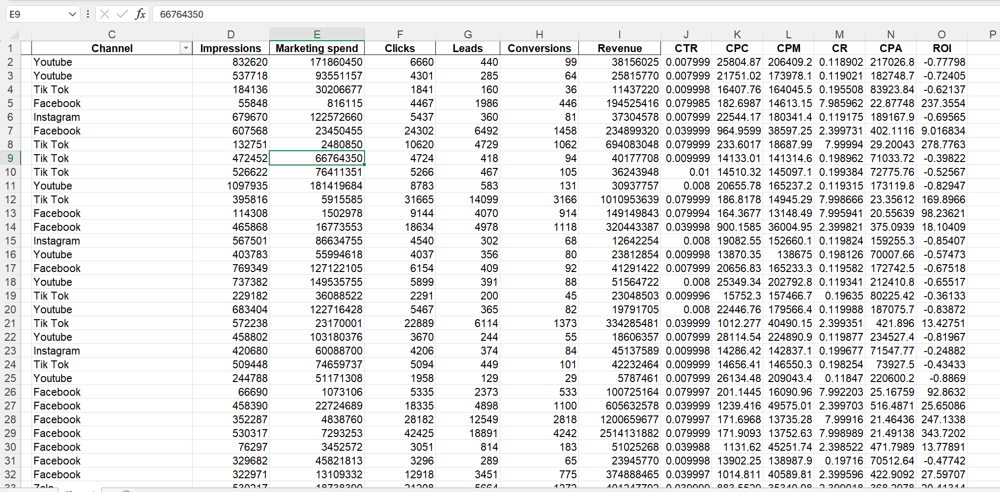 E9 fx 66764350
C D E F G H I J K L M N O P
1 Channel Impressions Marketing spend Clicks Leads Conversions Revenue CTR CPC CPM CR CPA ROI
2 Youtube 832620 171860450 6660 440 99 38156025 0.007999 25804.87 206409.2 0.118902 217026.8 -0.77798
3 Youtube 537718 93551157 4301 285 64 25815770 0.007999 21751.02 173978.1 0.119021 182748.7 -0.72405
4 Tik Tok 184136 30206677 1841 160 36 11437220 0.009998 16407.76 164045.5 0.195508 83923.84 -0.62137
5 Facebook 55848 816115 4467 1986 446 194525416 0.079985 182.6987 14613.15 7.985962 22.87748 237.3554
6 Instagram 679670 122572660 5437 360 81 37304578 0.007999 22544.17 180341.4 0.119175 189167.9 -0.69565
7 Facebook 607568 23450455 24302 6492 1458 234899320 0.039999 964.9599 38597.25 2.399731 402.1116 9.016834
8 Tik Tok 132751 2480850 10620 4729 1062 694083048 0.079999 233.6017 18687.99 7.99994 29.20043 278.7763
9 Tik Tok 472452 66764350 4724 418 94 40177708 0.009999 14133.01 141314.6 0.198962 71033.72 -0.39822
10 Tik Tok 526622 76411351 5266 467 105 36243948 0.01 14510.32 145097.1 0.199384 72775.76 -0.52567
11 Youtube 1097935 181419684 8783 583 131 30937757 0.008 20655.78 165237.2 0.119315 173119.8 -0.82947
12 Tik Tok 395816 5915585 31665 14099 3166 1010953639 0.079999 186.8178 14945.29 7.998666 23.35612 169.8966
13 Facebook 114308 1502978 9144 4070 914 149149843 0.079994 164.3677 13148.49 7.995941 20.55639 98.23621
14 Facebook 465868 16773553 18634 4978 1118 320443387 0.039998 900.1585 36004.95 2.399821 375.0939 18.10409
15 Instagram 567501 86634755 4540 302 68 12642254 0.008 19082.55 152660.1 0.119824 159255.3 -0.85407
16 Youtube 403783 55994618 4037 356 80 23812854 0.009998 13870.35 138675 0.198126 70007.66 -0.57473
17 Facebook 769349 127122105 6154 409 92 41291422 0.007999 20656.83 165233.3 0.119582 172742.5 -0.67518
18 Youtube 737382 149535755 5899 391 88 51564722 0.008 25349.34 202792.8 0.119341 212410.8 -0.65517
19 Tik Tok 229182 36088522 2291 200 45 23048503 0.009996 15752.3 157466.7 0.19635 80225.42 -0.36133
20 Youtube 683404 122716428 5467 365 82 19791705 0.008 22446.76 179566.4 0.119988 187075.7 -0.83872
21 Tik Tok 572238 23170001 22889 6114 1373 334285481 0.039999 1012.277 40490.15 2.399351 421.896 13.42751
22 Youtube 458802 103180376 3670 244 55 18606357 0.007999 28114.54 224890.9 0.119877 234527.4 -0.81967
23 Instagram 420680 60088700 4206 374 84 45137589 0.009998 14286.42 142837.1 0.199677 71547.77 -0.24882
24 Tik Tok 509448 74659737 5094 449 101 42232464 0.009999 14656.41 146550.3 0.198254 73927.5 -0.43433
25 Youtube 244788 51171308 1958 129 29 5787461 0.007999 26134.48 209043.4 0.11847 220600.2 -0.8869
26 Facebook 66690 1073106 5335 2373 533 100725164 0.079997 201.1445 16090.96 7.992203 25.16759 92.8632
27 Facebook 458390 22724689 18335 4898 1100 605632578 0.039999 1239.416 49575.01 2.399703 516.4871 25.65086
28 Facebook 352287 4838760 28182 12549 2818 1200659677 0.079997 171.6968 13735.28 7.99916 21.46436 247.1338
29 Facebook 530317 7293253 42425 18891 4242 2514131882 0.079999 171.9093 13752.63 7.998989 21.49138 343.7202
30 Facebook 76297 3452572 3051 814 183 51025268 0.039988 1131.62 45251.74 2.398522 471.7989 13.77891
31 Facebook 329682 45821813 3296 289 65 23945770 0.009998 13902.25 138987.9 0.19716 70512.64 -0.47742
32 Facebook 322971 13109332 12918 3451 775 374888465 0.039997 1014.811 40589.81 2.399596 422.9092 27.59707